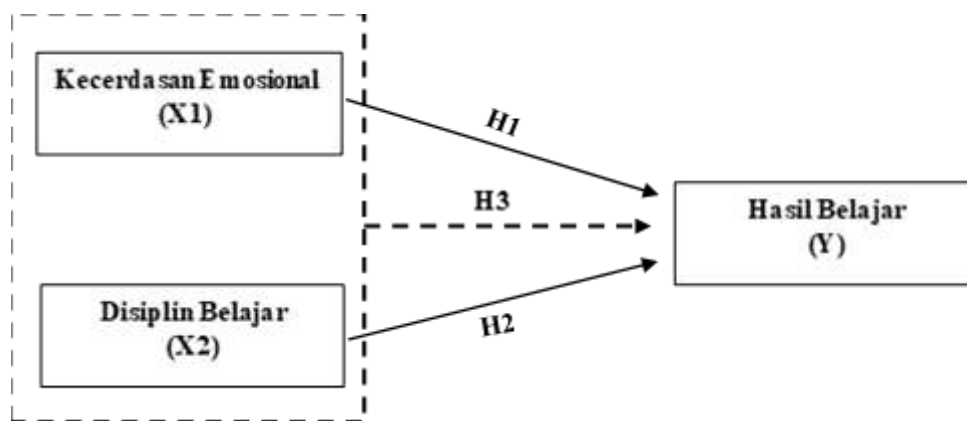 Kecerdasan Emosional
(X1)
H1
H3
Hasil Belajar
(Y)
Disiplin Belajar
(X2)
H2